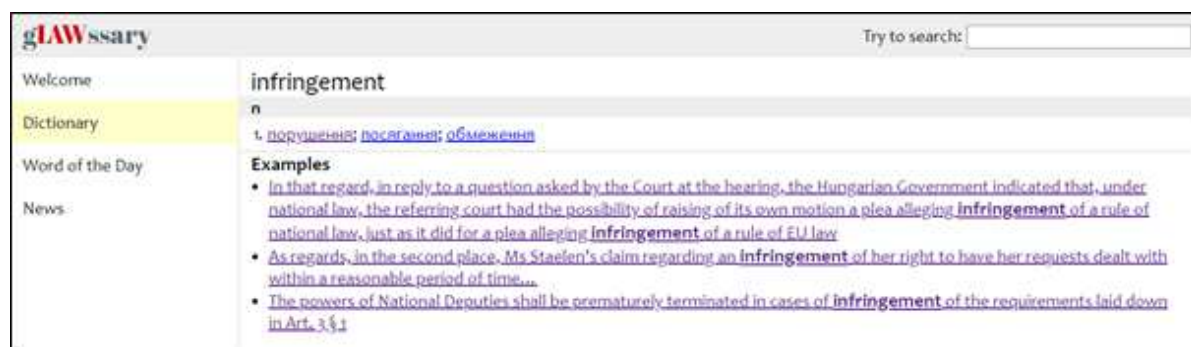 glAWssary
Try to search:
Welcome
Dictionary
Word of the Day
News
infringement
n
1. порушення; посягання; обмеження
Examples
• In that regard, in reply to a question asked by the Court at the hearing, the Hungarian Government indicated that, under
national law, the referring court had the possibility of raising of its own motion a plea alleging infringement of a rule of
national law, just as it did for a plea alleging infringement of a rule of EU law
• As regards, in the second place, Ms Staelen's claim regarding an infringement of her right to have her requests dealt with
within a reasonable period of time...
• The powers of National Deputies shall be prematurely terminated in cases of infringement of the requirements laid down
in Art. 3 § 1